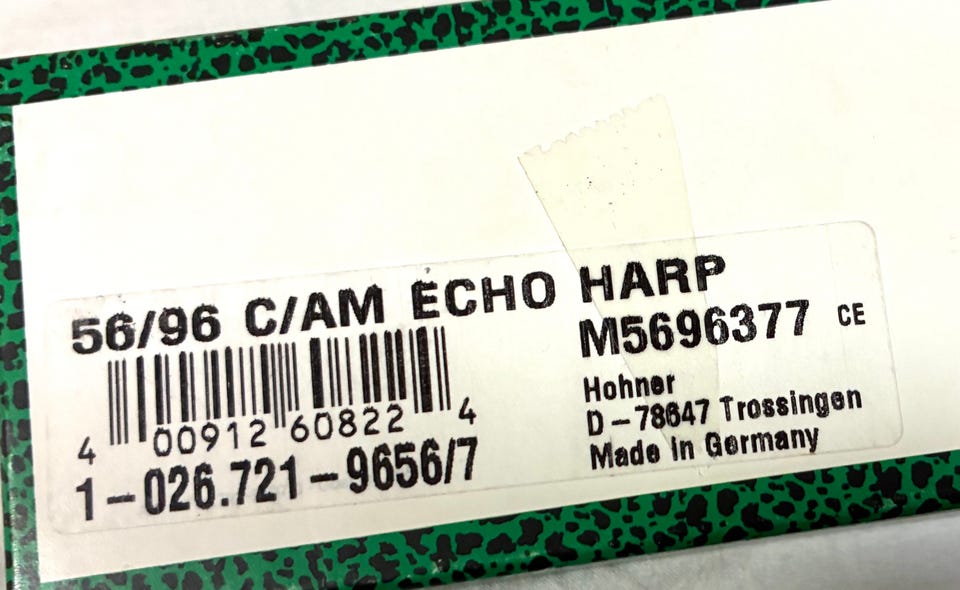 56/96 C/AM ECHO HARP
M5696377 CE
4 00912 60822 4
1-026.721-9656/7
Hohner
D-78647 Trossingen
Made in Germany